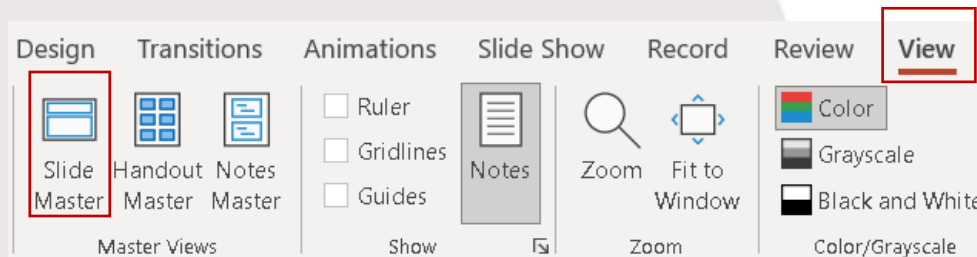 Design Transitions Animations Slide Show Record Review View
Ruler Color
Gridlines Grayscale
Slide Handout Notes Notes Zoom Fit to
Master Master Master Guides Window Black and White
Master Views Show Zoom Color/Grayscale